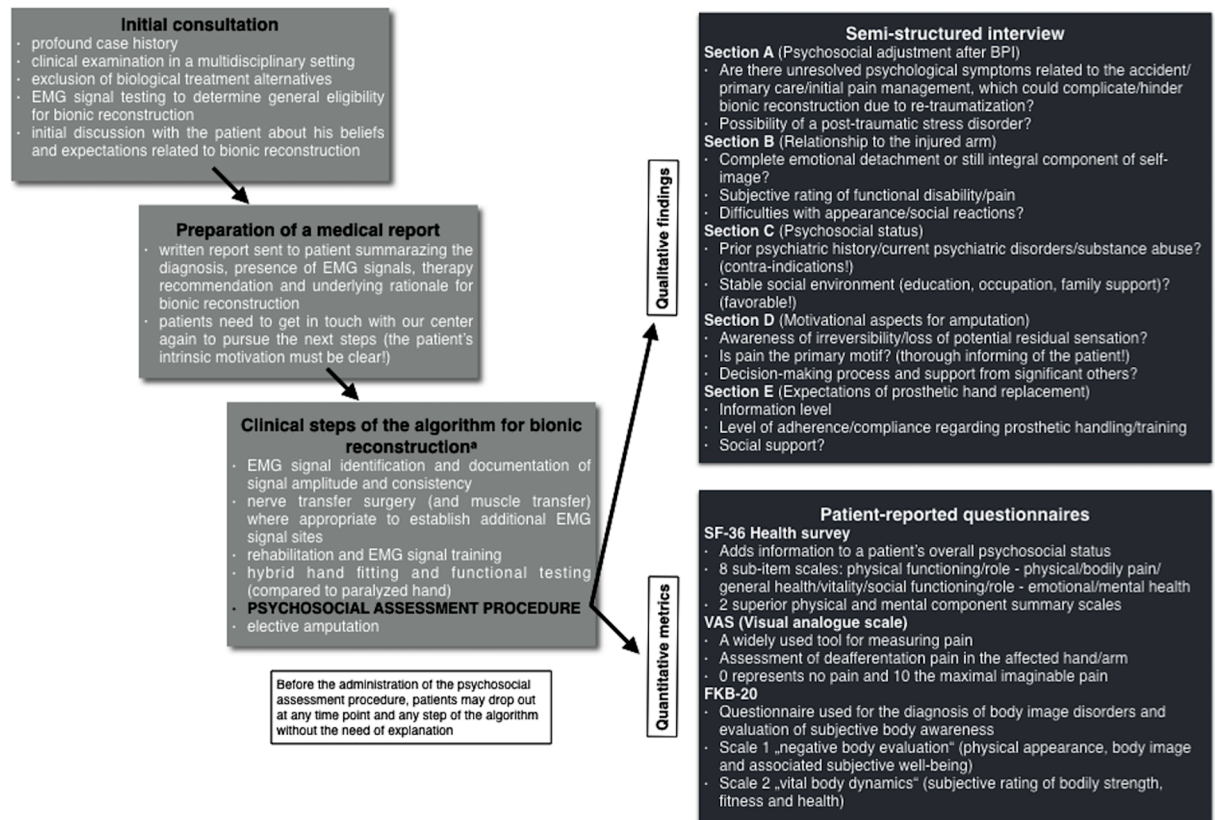 Initial consultation
· profound case history
· clinical examination in a multidisciplinary setting
· exclusion of biological treatment alternatives
· EMG signal testing to determine general eligibility
for bionic reconstruction
· initial discussion with the patient about his beliefs
and expectations related to bionic reconstruction
Preparation of a medical report
· written report sent to patient summarazing the
diagnosis, presence of EMG signals, therapy
recommendation and underlying rationale for
bionic reconstruction
· patients need to get in touch with our center
again to pursue the next steps (the patient's
intrinsic motivation must be clear!)
Clinical steps of the algorithm for bionic
reconstructionᵃ
· EMG signal identification and documentation of
signal amplitude and consistency
· nerve transfer surgery (and muscle transfer)
where appropriate to establish additional EMG
signal sites
· rehabilitation and EMG signal training
· hybrid hand fitting and functional testing
(compared to paralyzed hand)
· PSYCHOSOCIAL ASSESSMENT PROCEDURE
· elective amputation
Before the administration of the psychosocial
assessment procedure, patients may drop out
at any time point and any step of the algorithm
without the need of explanation
Qualitative findings
Semi-structured interview
Section A (Psychosocial adjustment after BPI)
· Are there unresolved psychological symptoms related to the accident/
primary care/initial pain management, which could complicate/hinder
bionic reconstruction due to re-traumatization?
· Possibility of a post-traumatic stress disorder?
Section B (Relationship to the injured arm)
· Complete emotional detachment or still integral component of self-
image?
· Subjective rating of functional disability/pain
· Difficulties with appearance/social reactions?
Section C (Psychosocial status)
· Prior psychiatric history/current psychiatric disorders/substance abuse?
(contra-indications!)
· Stable social environment (education, occupation, family support)?
(favorable!)
Section D (Motivational aspects for amputation)
· Awareness of irreversibility/loss of potential residual sensation?
· Is pain the primary motif? (thorough informing of the patient!)
· Decision-making process and support from significant others?
Section E (Expectations of prosthetic hand replacement)
· Information level
· Level of adherence/compliance regarding prosthetic handling/training
· Social support?
Quantitative metrics
Patient-reported questionnaires
SF-36 Health survey
· Adds information to a patient's overall psychosocial status
· 8 sub-item scales: physical functioning/role - physical/bodily pain/
general health/vitality/social functioning/role - emotional/mental health
· 2 superior physical and mental component summary scales
VAS (Visual analogue scale)
· A widely used tool for measuring pain
· Assessment of deafferentation pain in the affected hand/arm
· 0 represents no pain and 10 the maximal imaginable pain
FKB-20
· Questionnaire used for the diagnosis of body image disorders and
evaluation of subjective body awareness
· Scale 1 „negative body evaluation“ (physical appearance, body image
and associated subjective well-being)
· Scale 2 „vital body dynamics“ (subjective rating of bodily strength,
fitness and health)